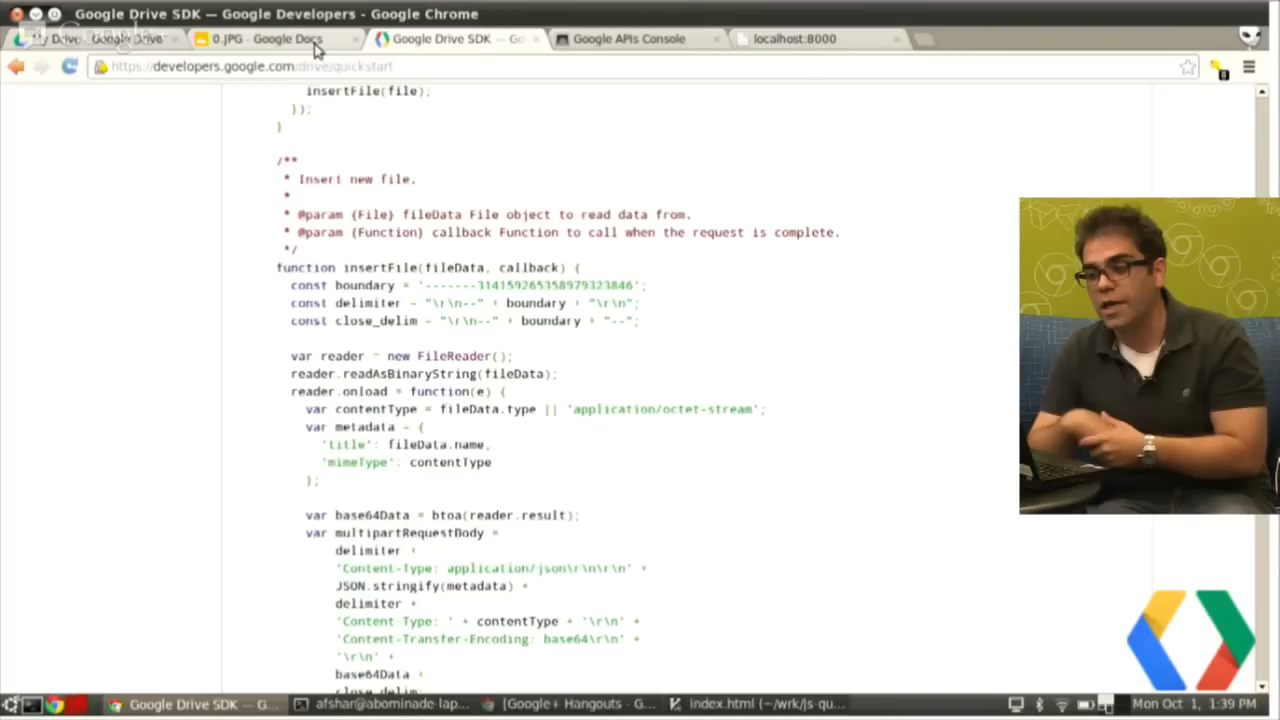 Google Drive SDK — Google Developers - Google Chrome
My Drive - Google Drive
0.JPG - Google Docs
Google Drive SDK — Go
Google APIs Console
localhost:8000
https://developers.google.com/drive/quickstart
insertFile(file);
});
}
/**
* Insert new file.
*
* @param {File} fileData File object to read data from.
* @param {Function} callback Function to call when the request is complete.
*/
function insertFile(fileData, callback) {
const boundary = '-------314159265358979323846';
const delimiter = "\r\n--" + boundary + "\r\n";
const close_delim = "\r\n--" + boundary + "--";
var reader = new FileReader();
reader.readAsBinaryString(fileData);
reader.onload = function(e) {
var contentType = fileData.type || 'application/octet-stream';
var metadata = {
'title': fileData.name,
'mimeType': contentType
};
var base64Data = btoa(reader.result);
var multipartRequestBody =
delimiter +
'Content-Type: application/json\r\n\r\n' +
JSON.stringify(metadata) +
delimiter +
'Content-Type: ' + contentType + '\r\n' +
'Content-Transfer-Encoding: base64\r\n' +
'\r\n' +
base64Data +
close_delim;
Google Drive SDK — G...
afshar@abominade-lap...
[Google+ Hangouts - G...
index.html (~/wrk/js-qu...
Mon Oct 1, 1:39 PM